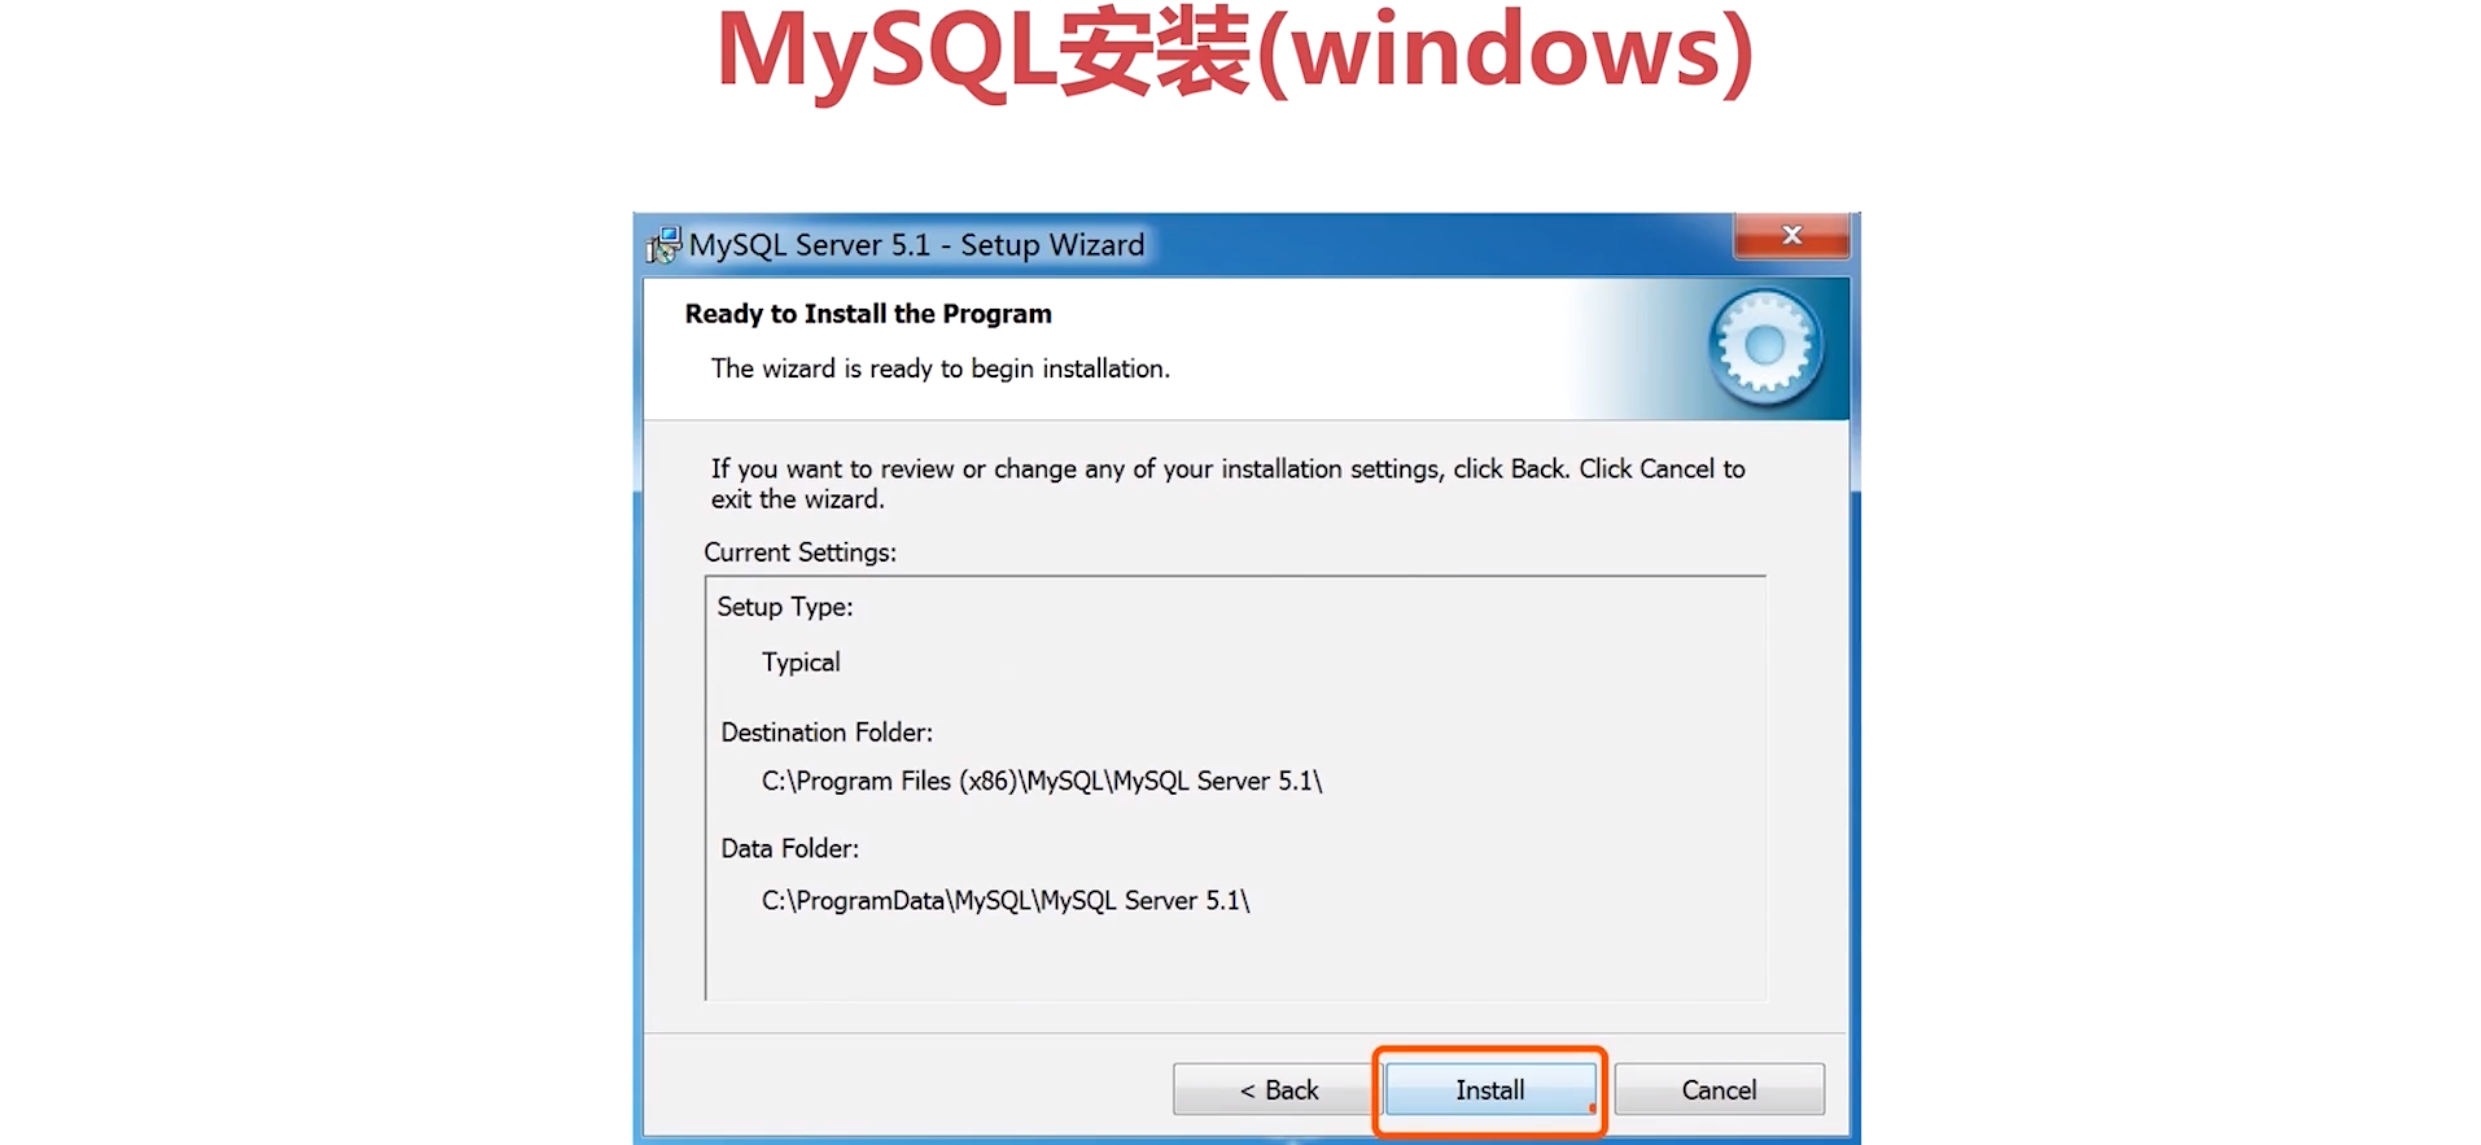 MySQL安装(windows)
MySQL Server 5.1 - Setup Wizard
Ready to Install the Program
The wizard is ready to begin installation.
If you want to review or change any of your installation settings, click Back. Click Cancel to
exit the wizard.
Current Settings:
Setup Type:
Typical
Destination Folder:
C:\Program Files (x86)\MySQL\MySQL Server 5.1\
Data Folder:
C:\ProgramData\MySQL\MySQL Server 5.1\
< Back Install Cancel